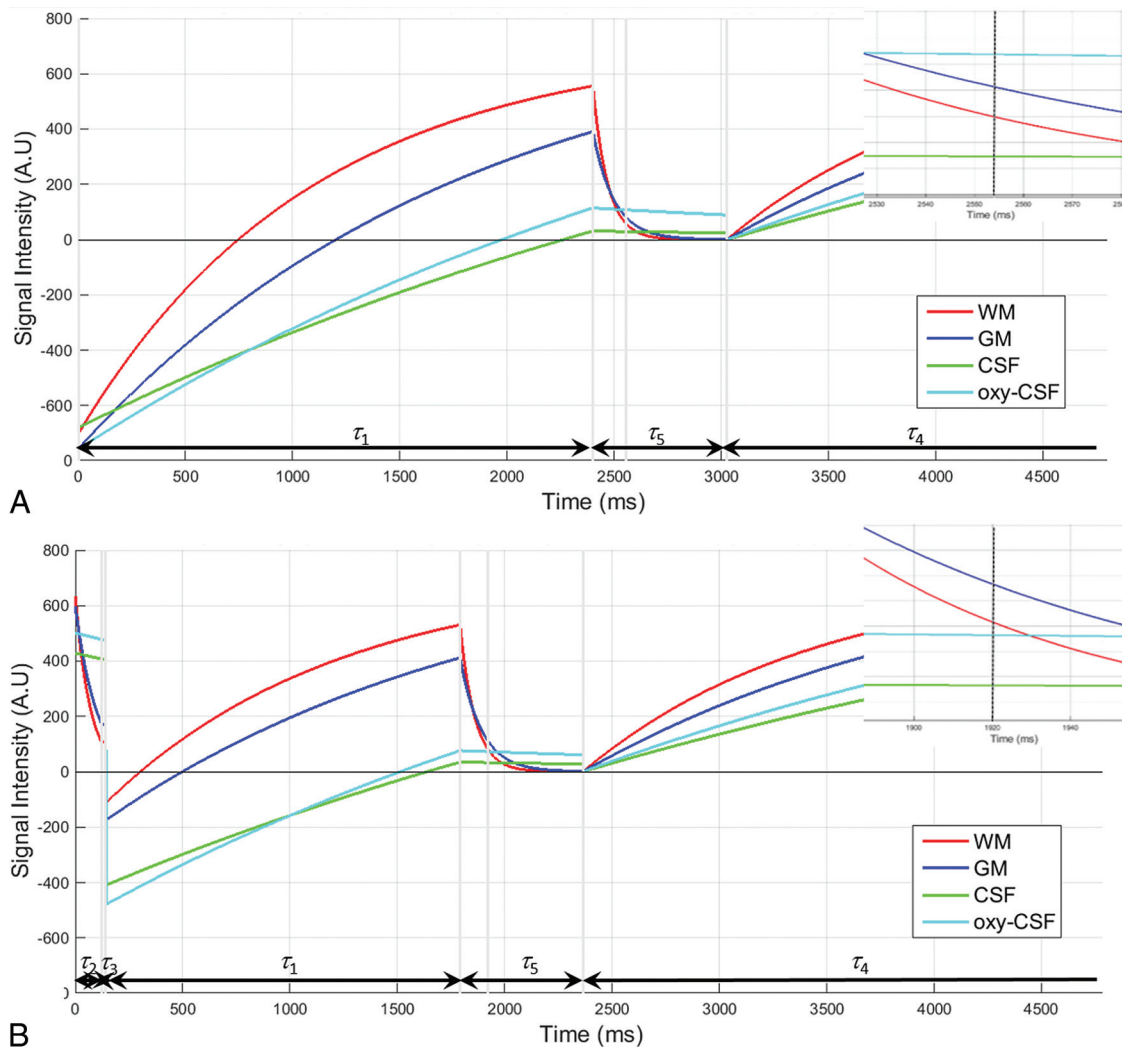 800
600
400
200
0
-200
-400
-600
0
Signal Intensity (A.U)
τ1
τ5
τ4
0 500 1000 1500 2000 2500 3000 3500 4000 4500
Time (ms)
2530 2540 2550 2560 2570
Time (ms)
WM
GM
CSF
oxy-CSF
A
800
600
400
200
0
-200
-400
-600
Signal Intensity (A.U)
τ2 τ3
τ1
τ5
τ4
0 500 1000 1500 2000 2500 3000 3500 4000 4500
Time (ms)
1900 1920 1940
Time (ms)
WM
GM
CSF
oxy-CSF
B